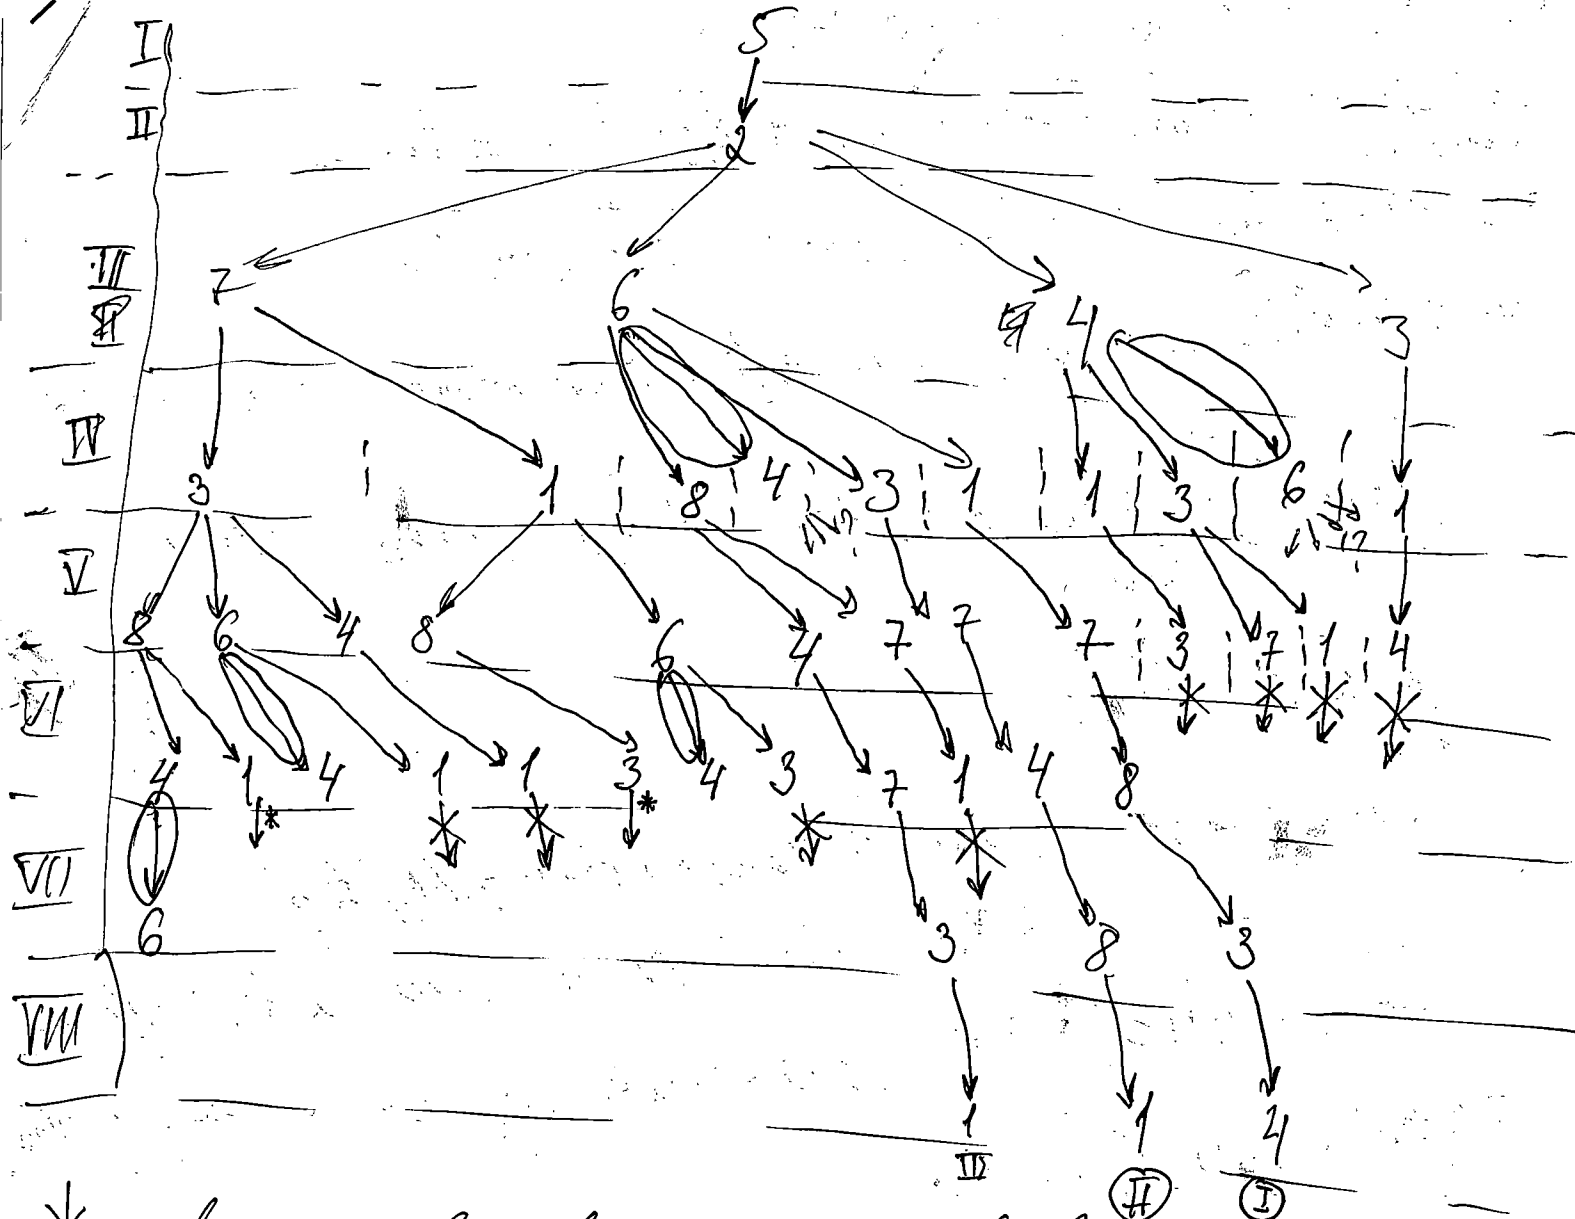 I 5
II 2
III 7 6 4 3
IV 3 1 8 4 3 1 1 3 6 1
V 8 6 4 8 6 4 7 7 7 3 7 1 4
VI 4 1 4 1 1 3 4 3 7 1 4 8
* *
VII 6 3 8 3
VIII 1 1 4
III II I